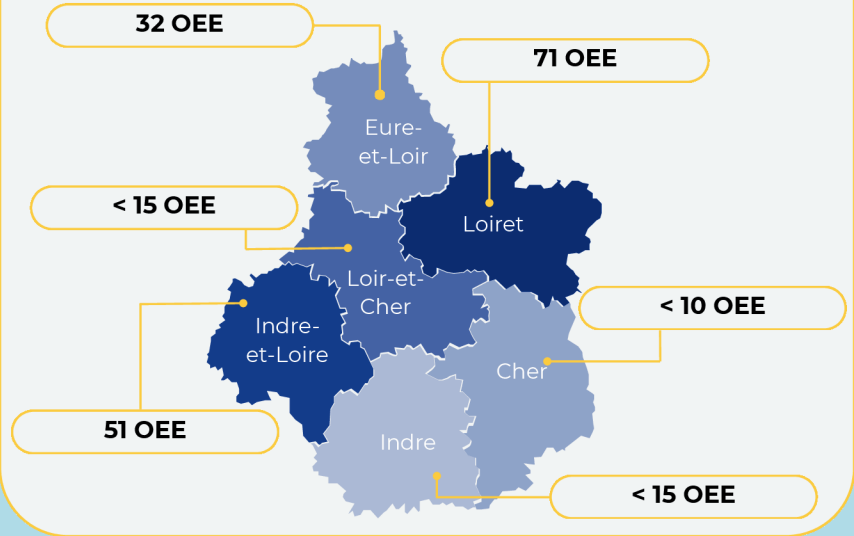 32 OEE
71 OEE
Eure-
et-Loir
< 15 OEE
Loiret
Loir-et-
Cher
< 10 OEE
Indre-
et-Loire
Cher
51 OEE
Indre
< 15 OEE